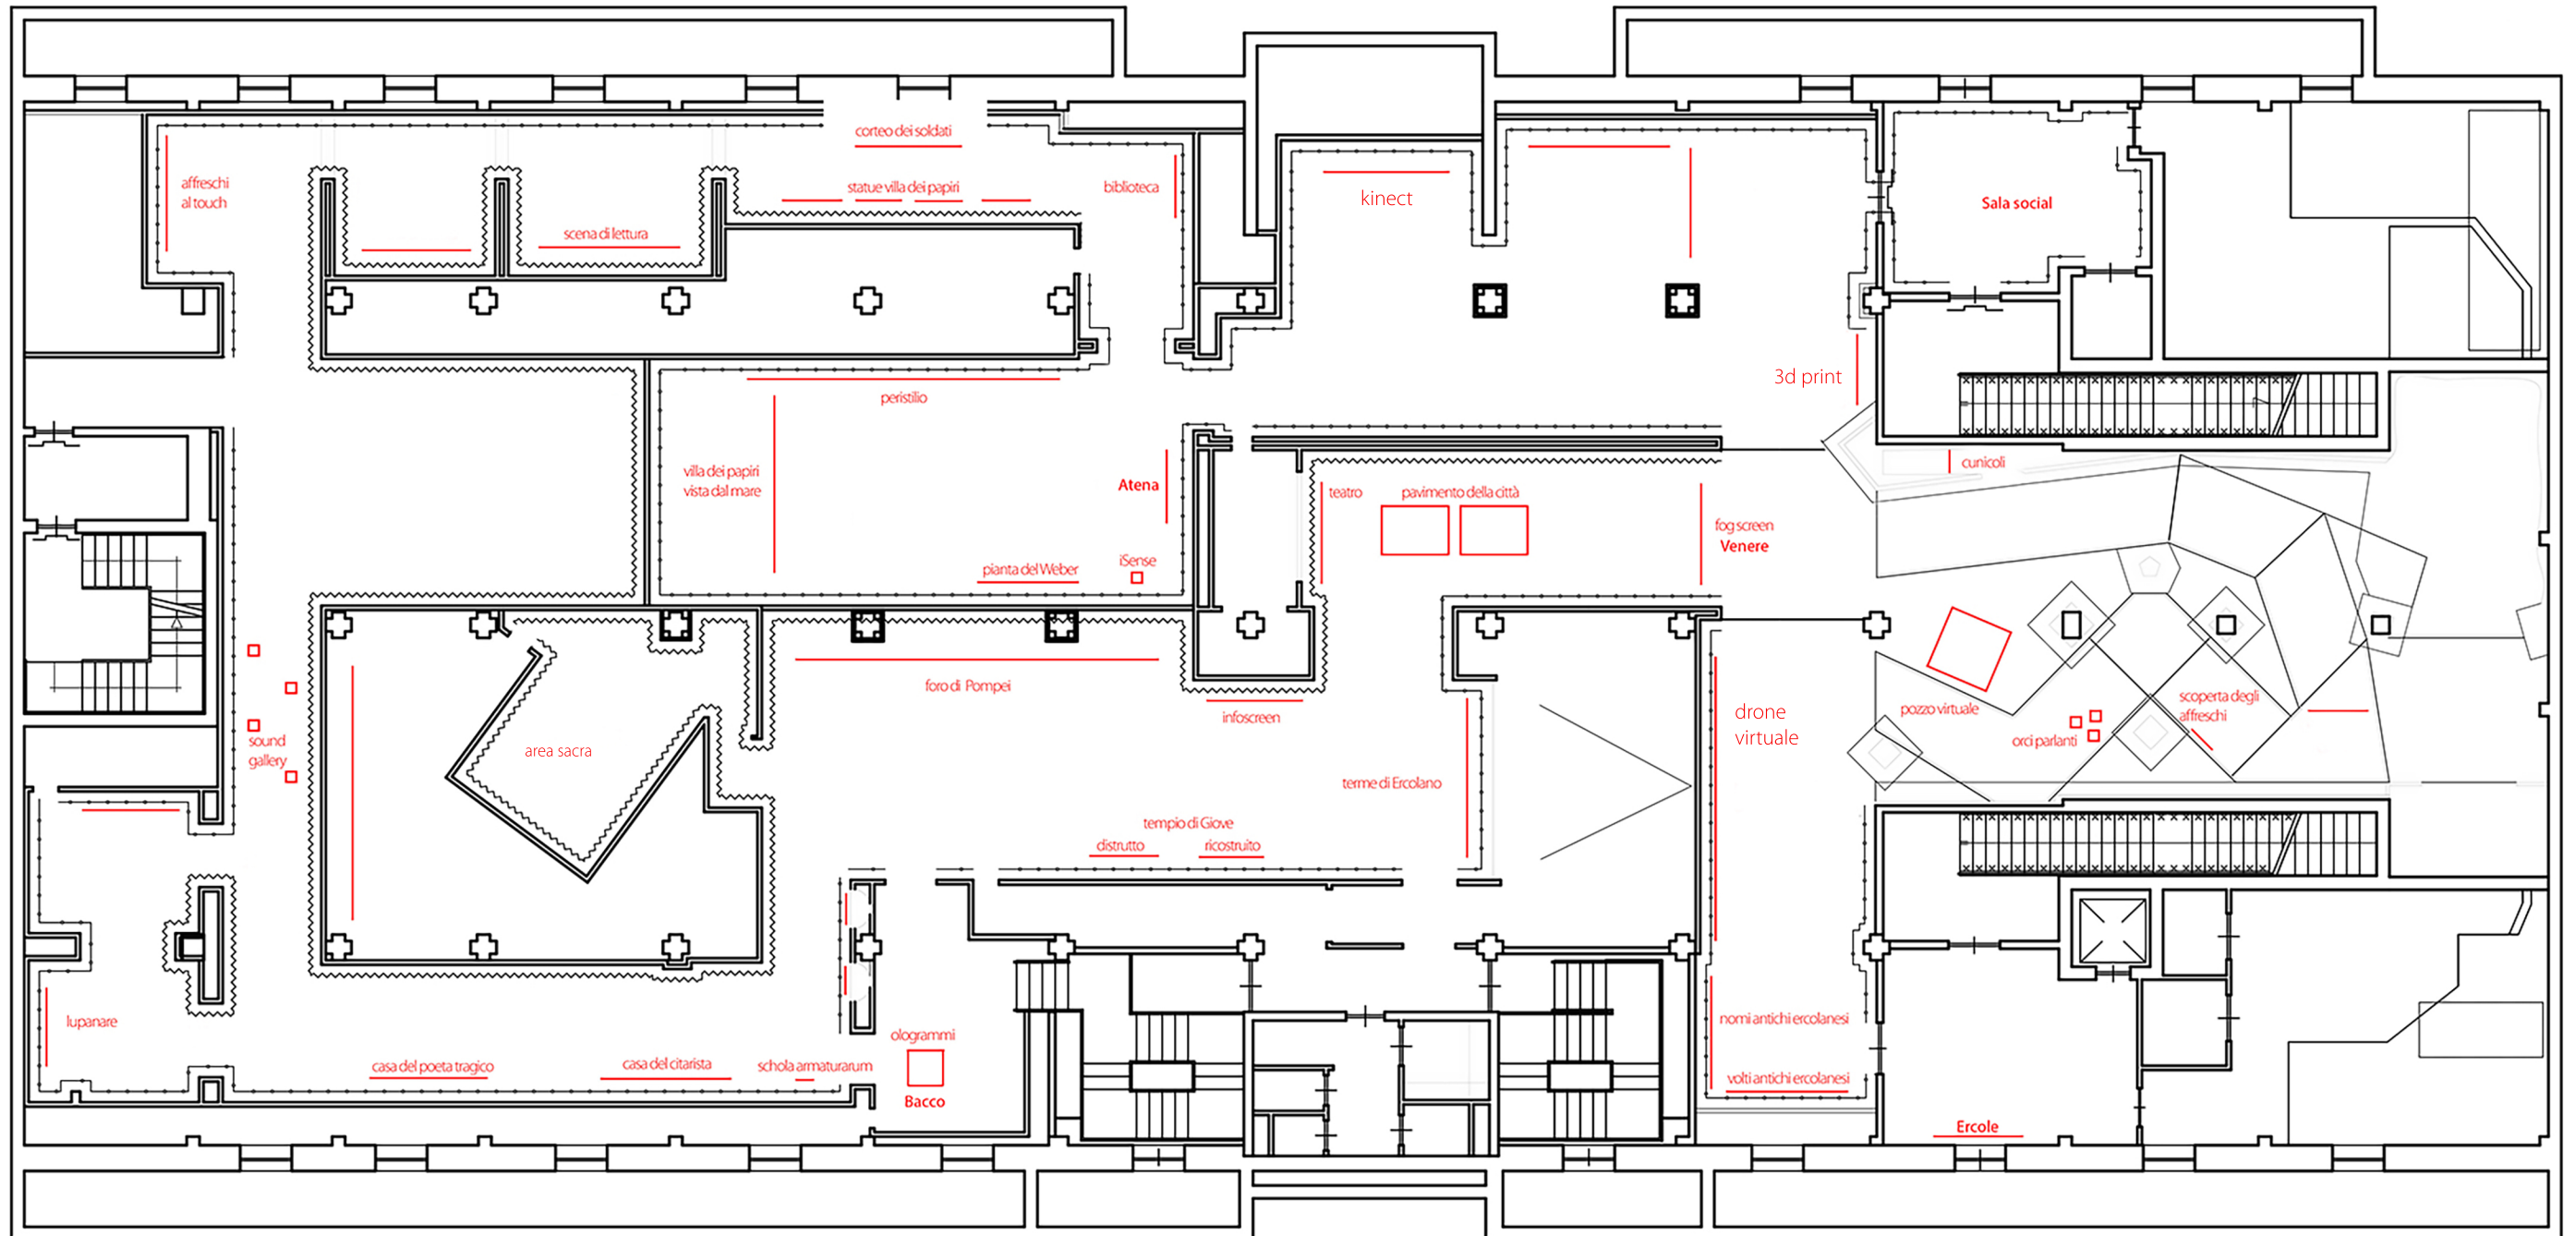 corteo dei soldati
affreschi
al touch
statue villa dei papiri
biblioteca
kinect
Sala social
scena di lettura
3d print
peristilio
villa dei papiri
vista dal mare
Atena
cunicoli
teatro
pavimento della città
fog screen
Venere
iSense
pianta del Weber
foro di Pompei
infoscreen
scoperta degli
affreschi
pozzo virtuale
orci parlanti
drone
virtuale
sound
gallery
area sacra
terme di Ercolano
tempio di Giove
distrutto
ricostruito
lupanare
nomi antichi ercolanesi
ologrammi
casa del poeta tragico
casa del citarista
schola armaturarum
volti antichi ercolanesi
Bacco
Ercole